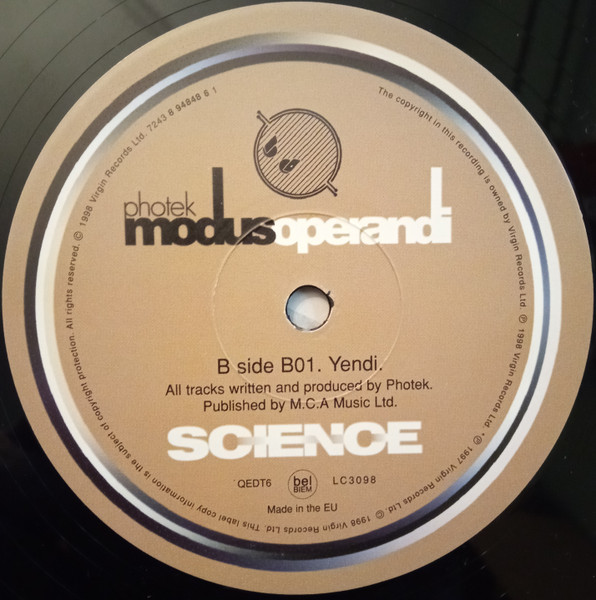 photek
modusoperandi
B side B01. Yendi.
All tracks written and produced by Photek.
Published by M.C.A Music Ltd.
SCIENCE
QEDT6
bel
BIEM
LC3098
Made in the EU
The copyright in this recording is owned by Virgin Records Ltd. ℗ 1998 Virgin Records Ltd. *℗ 1997 Virgin Records Ltd. © 1998 Virgin Records Ltd. This label copy information is the subject of copyright protection. All rights reserved. © 1998 Virgin Records Ltd. 7243 8 94848 6 1